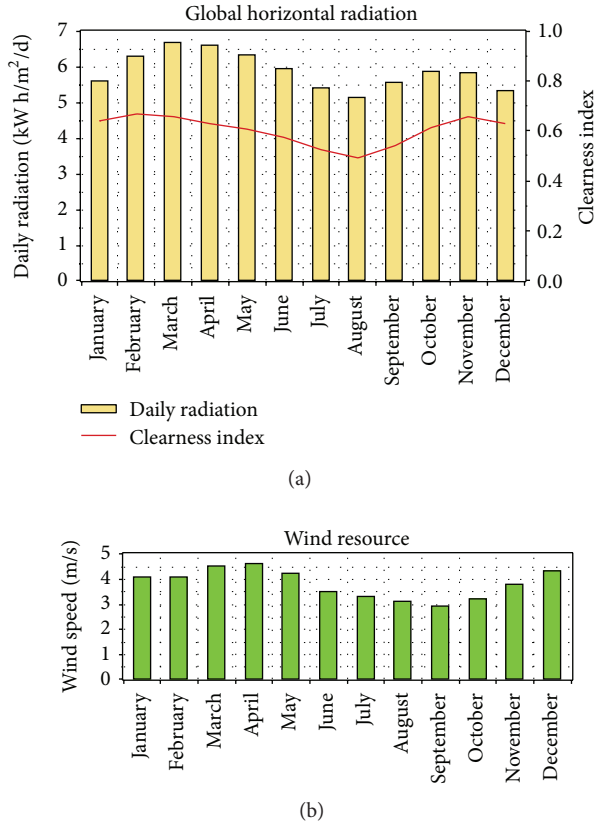 Global horizontal radiation
Daily radiation (kW h/m²/d)
7
6
5
4
3
2
1
0
1.0
0.8
0.6
0.4
0.2
0.0
Clearness index
January
February
March
April
May
June
July
August
September
October
November
December
Daily radiation
Clearness index
(a)
Wind resource
Wind speed (m/s)
5
4
3
2
1
0
January
February
March
April
May
June
July
August
September
October
November
December
(b)